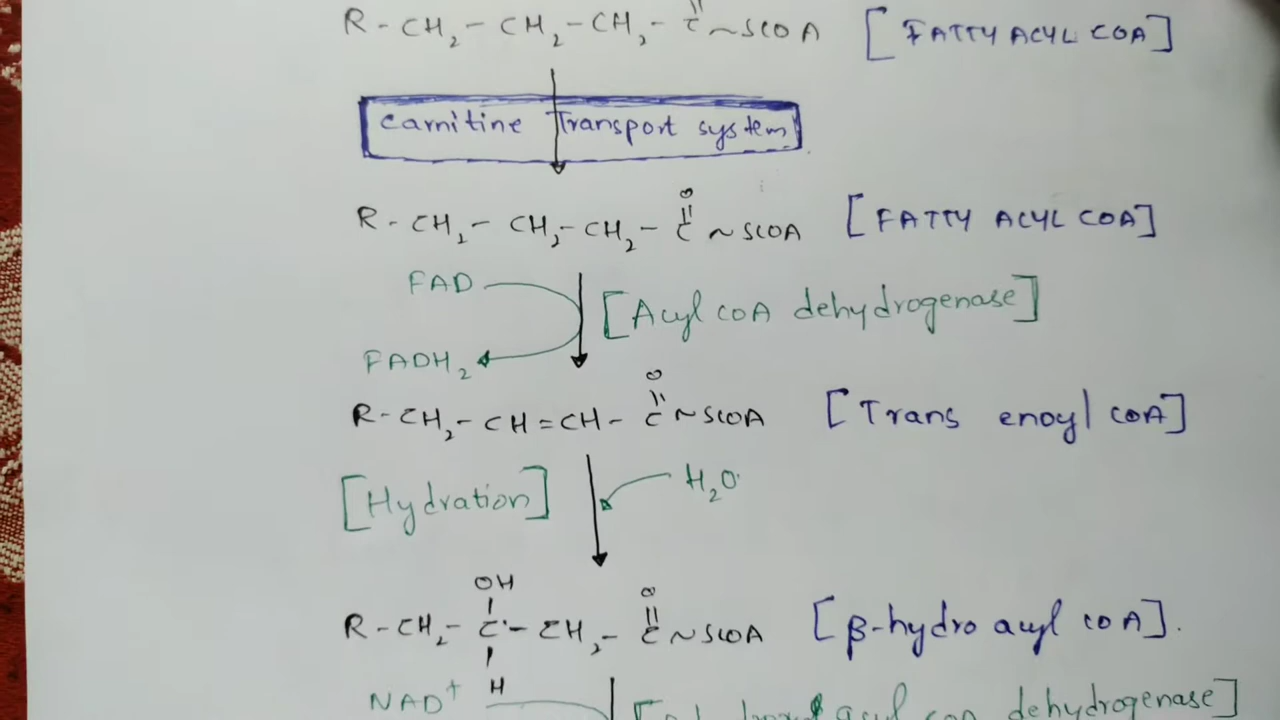 R-CH2-CH2-CH2-C~SCOA [FATTY ACYL COA]
Carnitine Transport system
O
R-CH2-CH2-CH2-C~SCOA [FATTY ACYL COA]
FAD
[Acyl coA dehydrogenase]
FADH2
O
R-CH2-CH=CH-C~SCOA [Trans enoyl coA]
[Hydration] H2O
OH O
R-CH2-C-CH2-C~SCOA [β-hydro acyl coA].
H
NAD+
acyl coA dehydrogenase]